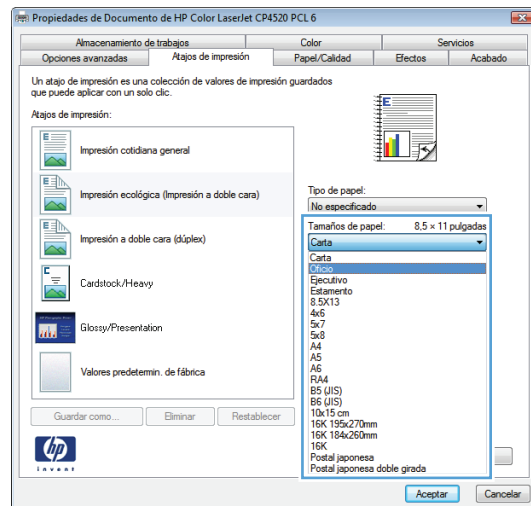 Propiedades de Documento de HP Color LaserJet CP4520 PCL 6
Almacenamiento de trabajos
Color
Servicios
Opciones avanzadas
Atajos de impresión
Papel/Calidad
Efectos
Acabado
Un atajo de impresión es una colección de valores de impresión guardados
que puede aplicar con un solo clic.
Atajos de impresión:
Impresión cotidiana general
Impresión ecológica (Impresión a doble cara)
Impresión a doble cara (dúplex)
Cardstock/Heavy
Glossy/Presentation
Valores predetermin. de fábrica
Guardar como...
Eliminar
Restablecer
E
E
E
E
C
Tipo de papel:
No especificado
Tamaños de papel: 8,5 × 11 pulgadas
Carta
Carta
Oficio
Ejecutivo
Estamento
8.5X13
4x6
5x7
5x8
A4
A5
A6
RA4
B5 (JIS)
B6 (JIS)
10x15 cm
16K 195x270mm
16K 184x260mm
16K
Postal japonesa
Postal japonesa doble girada
hp
invent
Aceptar
Cancelar